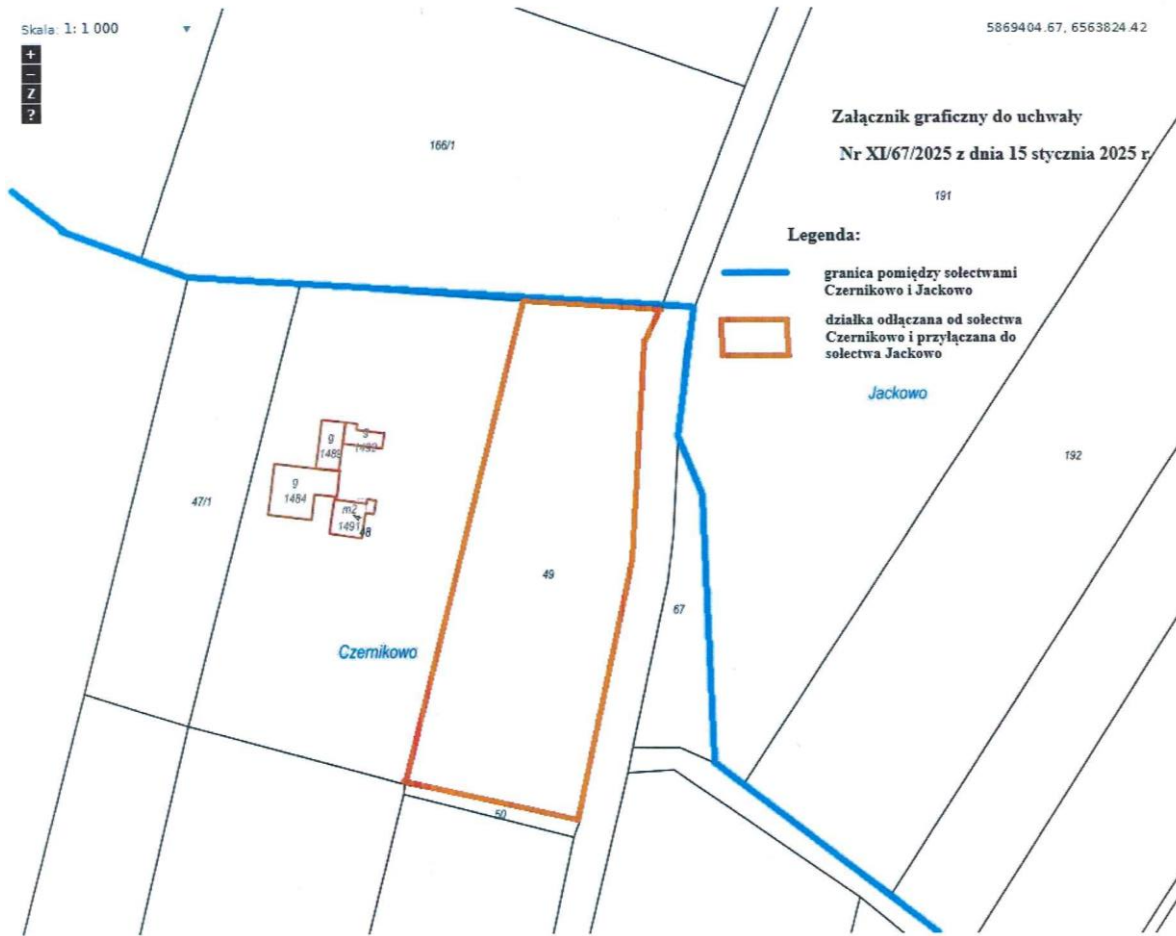 Skala: 1: 1 000
5869404.67, 6563824.42
+
–
Z
?
Załącznik graficzny do uchwały
Nr XI/67/2025 z dnia 15 stycznia 2025 r.
166/1
191
Legenda:
granica pomiędzy sołectwami
Czernikowo i Jackowo
działka odłączana od sołectwa
Czernikowo i przyłączana do
sołectwa Jackowo
Jackowo
g
g
1492
192
g
1484
47/1
m2
1491
48
49
67
Czernikowo
50